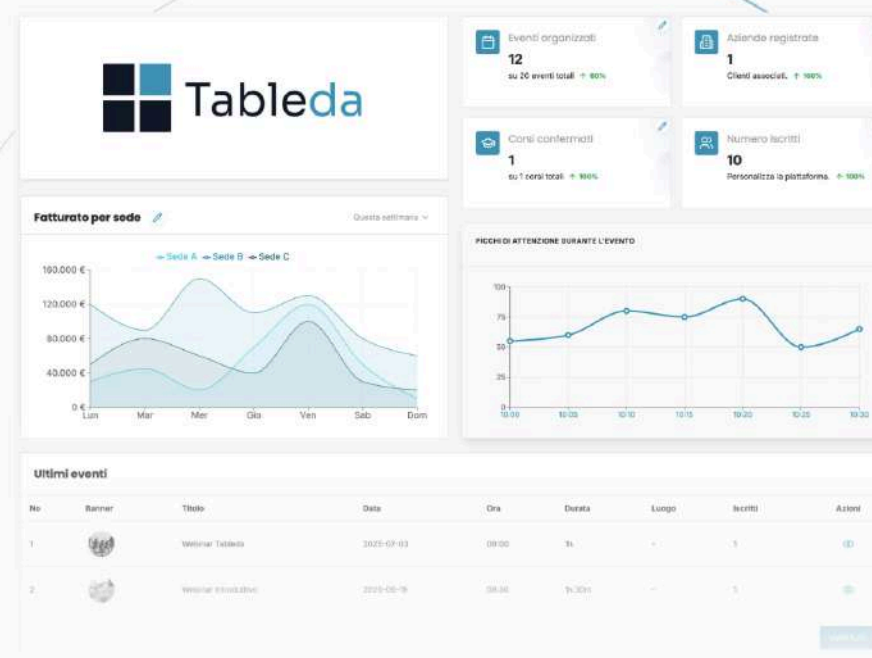 Tableda
Eventi organizzati
12
su 20 eventi totali ↑ 60%
Aziende registrate
1
Clienti associati. ↑ 100%
Corsi confermati
1
su 1 corsi totali ↑ 100%
Numero iscritti
10
Personalizza la piattaforma. ↑ 100%
Fatturato per sede
Questa settimana
Sede A Sede B Sede C
160.000 €
120.000 €
80.000 €
40.000 €
0 €
Lun Mar Mer Gio Ven Sab Dom
PICCHI DI ATTENZIONE DURANTE L'EVENTO
100
75
50
25
0
10:00 10:05 10:10 10:15 10:20 10:25 10:30
Ultimi eventi
No Banner Titolo Data Ora Durata Luogo Iscritti Azioni
1 Webinar Tableda 2025-07-03 09:00 1h - 1
2 Webinar Introduttivo 1h 30m - 1